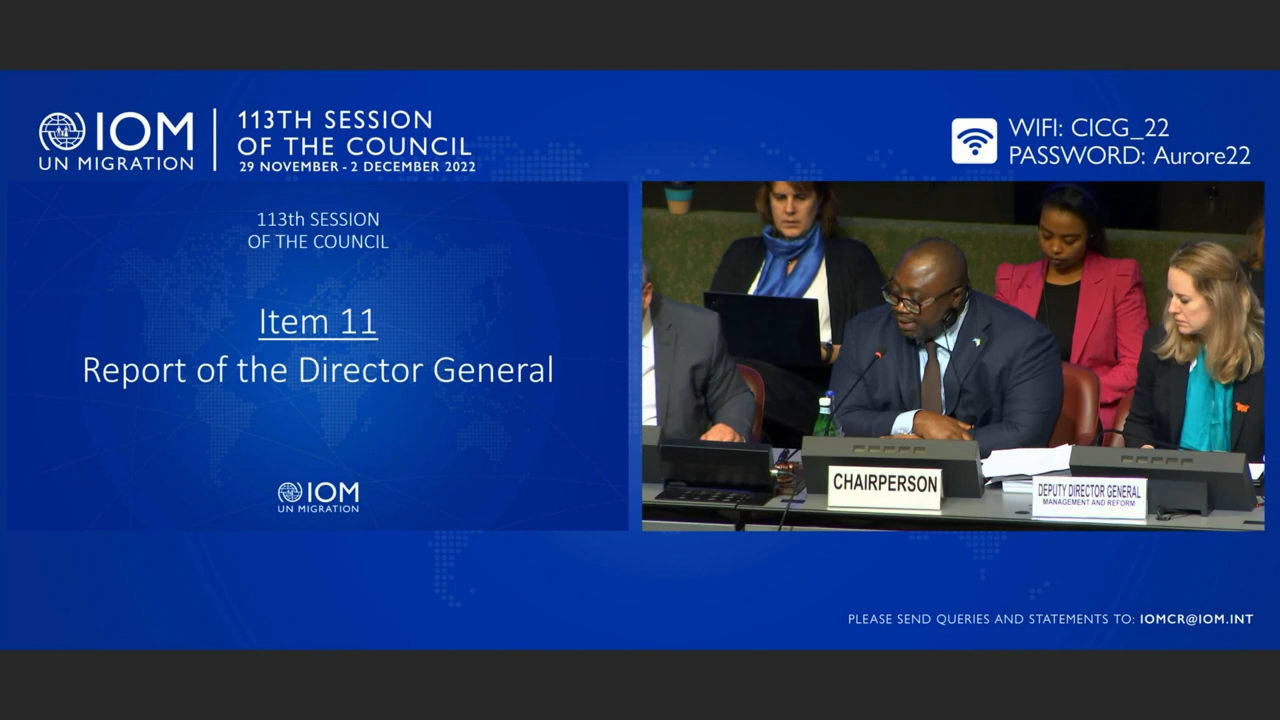 IOM
UN MIGRATION
113TH SESSION
OF THE COUNCIL
29 NOVEMBER - 2 DECEMBER 2022
WIFI: CICG_22
PASSWORD: Aurore22
113th SESSION
OF THE COUNCIL
Item 11
Report of the Director General
IOM
UN MIGRATION
CHAIRPERSON
DEPUTY DIRECTOR GENERAL
MANAGEMENT AND REFORM
PLEASE SEND QUERIES AND STATEMENTS TO: IOMCR@IOM.INT